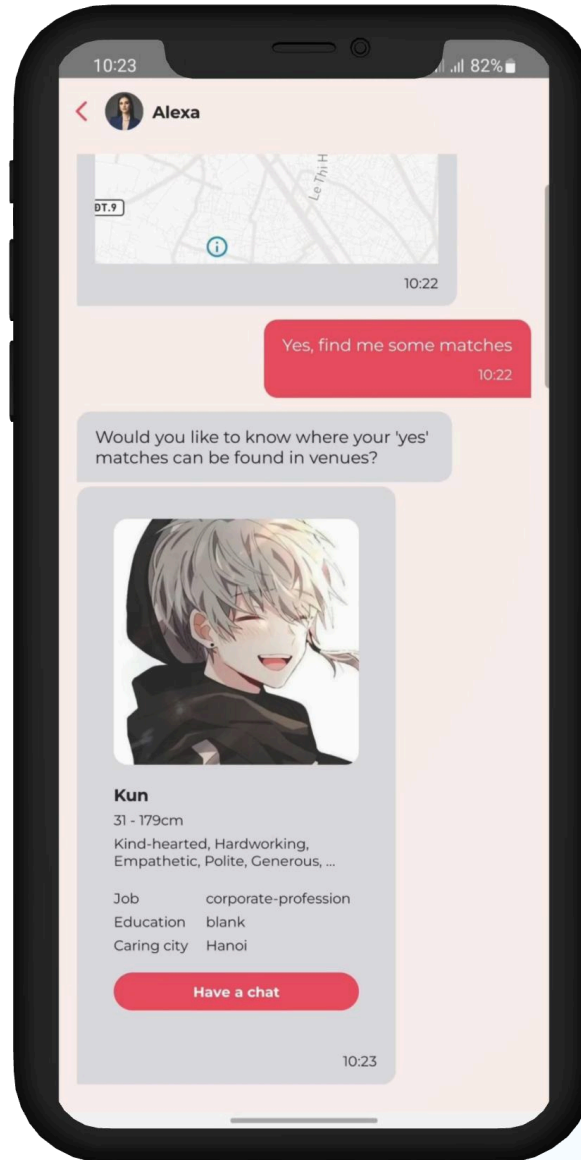 10:23
82%
Alexa
Le Thi H
ĐT.9
10:22
Yes, find me some matches
10:22
Would you like to know where your 'yes'
matches can be found in venues?
Kun
31 - 179cm
Kind-hearted, Hardworking,
Empathetic, Polite, Generous, ...
Job corporate-profession
Education blank
Caring city Hanoi
Have a chat
10:23